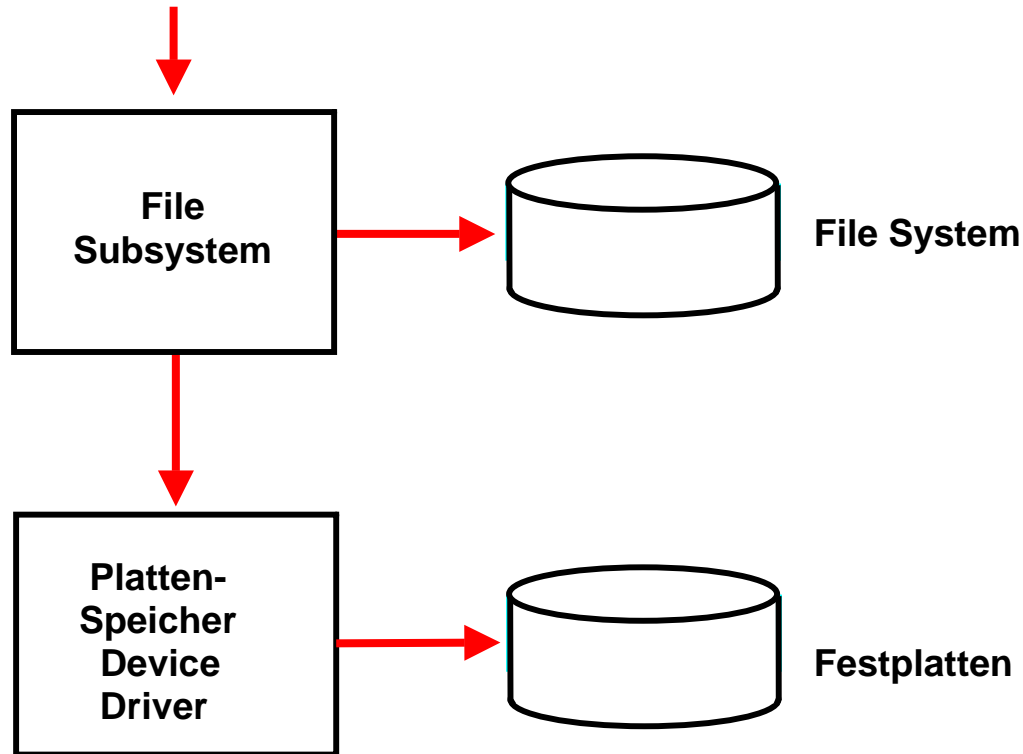 File
Subsystem
File System
Platten-
Speicher
Device
Driver
Festplatten